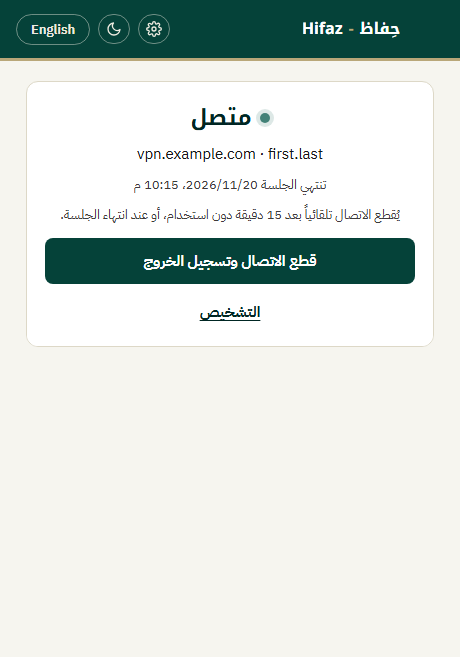 حِفاظ - Hifaz
English
متصل
vpn.example.com · first.last
تنتهي الجلسة 2026/11/20، 10:15 م
يُقطع الاتصال تلقائياً بعد 15 دقيقة دون استخدام، أو عند انتهاء الجلسة.
قطع الاتصال وتسجيل الخروج
التشخيص